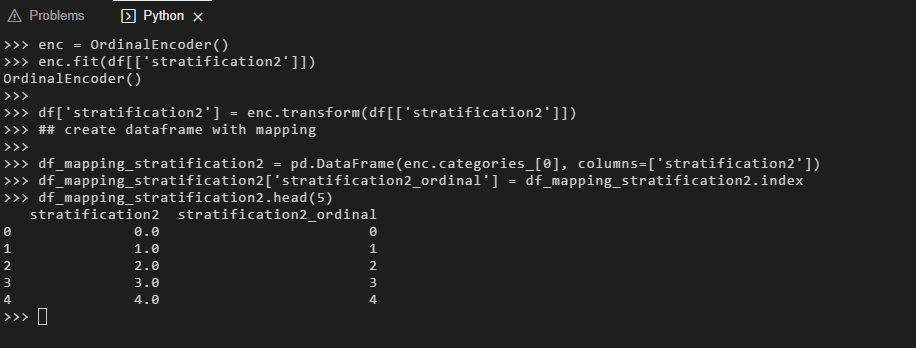 Problems Python
>>> enc = OrdinalEncoder()
>>> enc.fit(df[['stratification2']])
OrdinalEncoder()
>>>
>>> df['stratification2'] = enc.transform(df[['stratification2']])
>>> ## create dataframe with mapping
>>>
>>> df_mapping_stratification2 = pd.DataFrame(enc.categories_[0], columns=['stratification2'])
>>> df_mapping_stratification2['stratification2_ordinal'] = df_mapping_stratification2.index
>>> df_mapping_stratification2.head(5)
   stratification2  stratification2_ordinal
0              0.0                        0
1              1.0                        1
2              2.0                        2
3              3.0                        3
4              4.0                        4
>>>